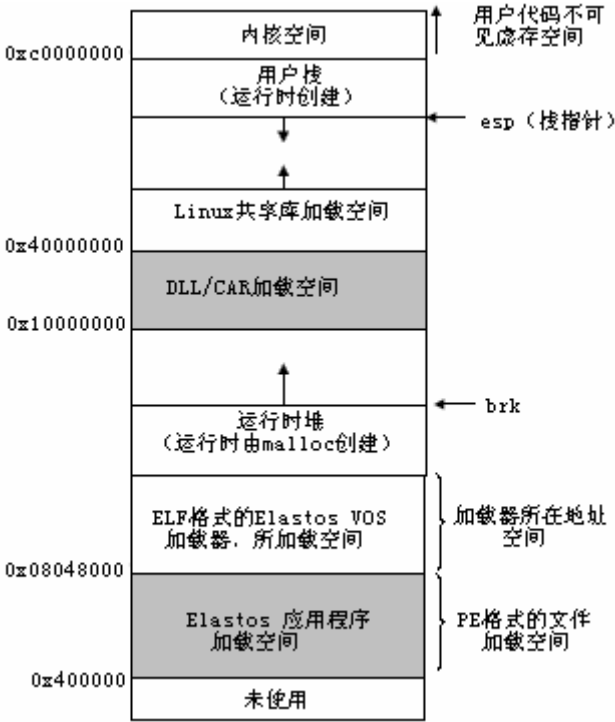 内核空间
用户代码不可
见虚存空间
0xc0000000
用户栈
（运行时创建）
esp（栈指针）
Linux共享库加载空间
0x40000000
DLL/CAR加载空间
0x10000000
brk
运行时堆
（运行时由malloc创建）
ELF格式的Elastos VOS
加载器．所加载空间
加载器所在地址
空间
0x08048000
Elastos 应用程序
加载空间
PE格式的文件
加载空间
0x400000
未使用